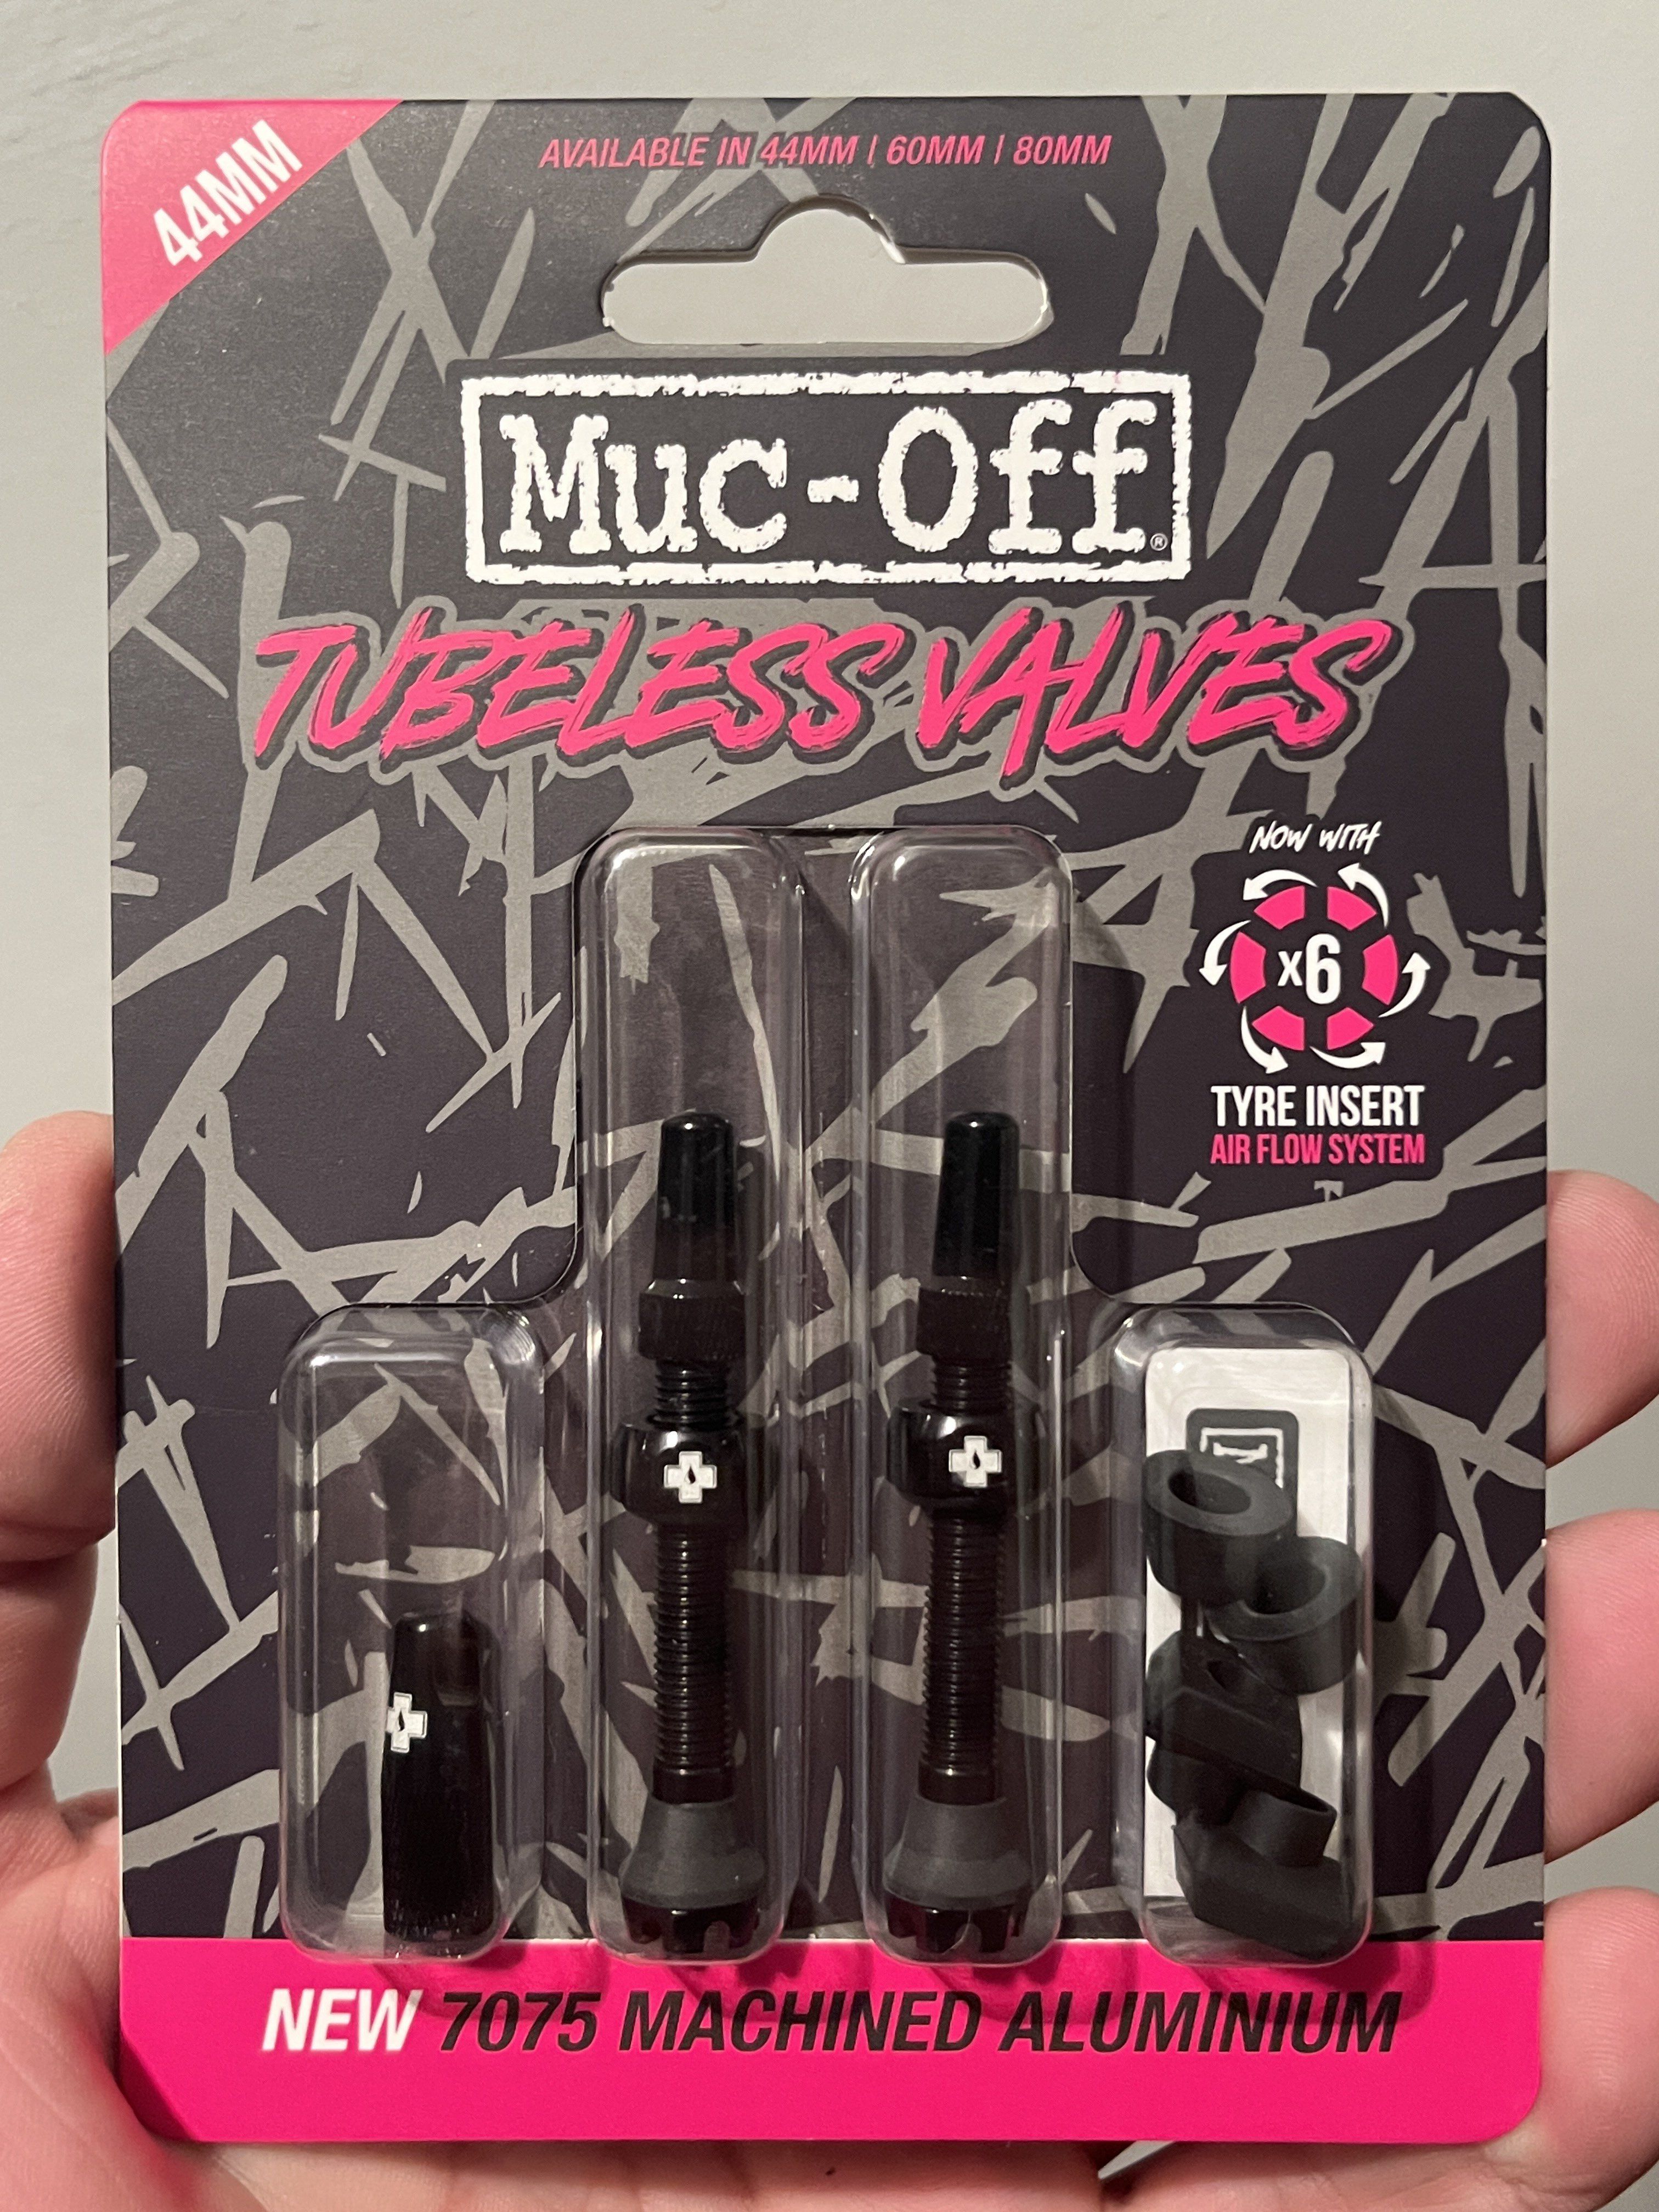 44MM
AVAILABLE IN 44MM | 60MM | 80MM
Muc-Off®
TUBELESS VALVES
NOW WITH
x6
TYRE INSERT
AIR FLOW SYSTEM
NEW 7075 MACHINED ALUMINIUM